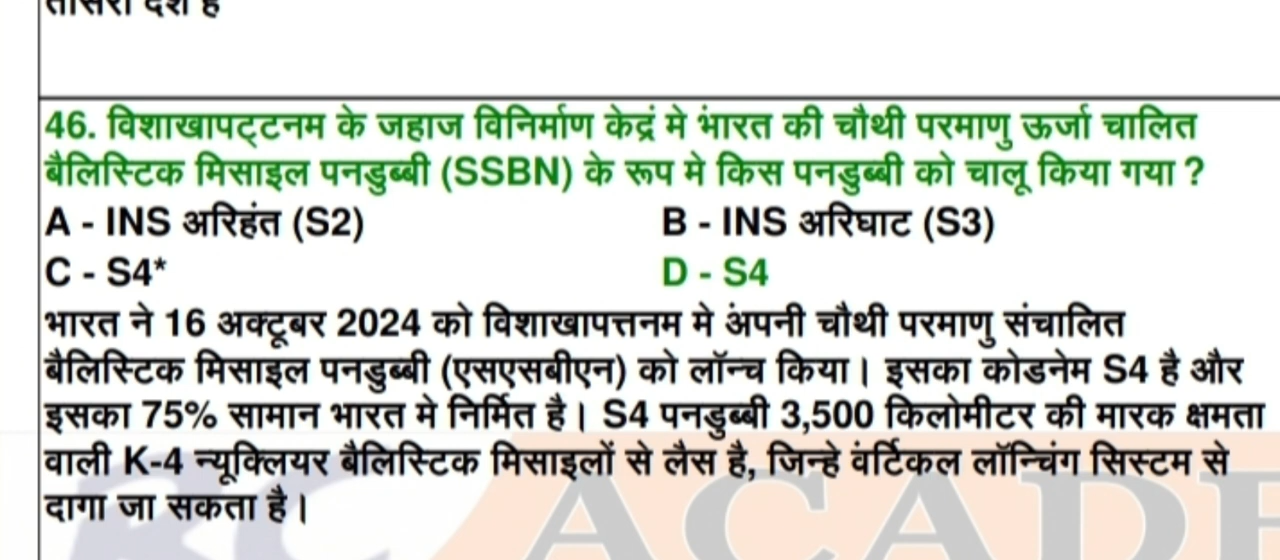 तीसरा देश है
46. विशाखापट्टनम के जहाज विनिर्माण केद्रं मे भंारत की चौथी परमाणु ऊर्जा चालित
बैलिस्टिक मिसाइल पनडुब्बी (SSBN) के रूप मे किस पनडुब्बी को चालू किया गया ?
A - INS अरिहंत (S2) B - INS अरिघाट (S3)
C - S4* D - S4
भारत ने 16 अक्टूबर 2024 को विशाखापत्तनम मे अंपनी चौथी परमाणु संचालित
बैलिस्टिक मिसाइल पनडुब्बी (एसएसबीएन) को लॉन्च किया। इसका कोडनेम S4 है और
इसका 75% सामान भारत मे निर्मित है। S4 पनडुब्बी 3,500 किलोमीटर की मारक क्षमता
वाली K-4 न्यूक्लियर बैलिस्टिक मिसाइलों से लैस है, जिन्हे वंर्टिकल लॉन्चिंग सिस्टम से
दागा जा सकता है।